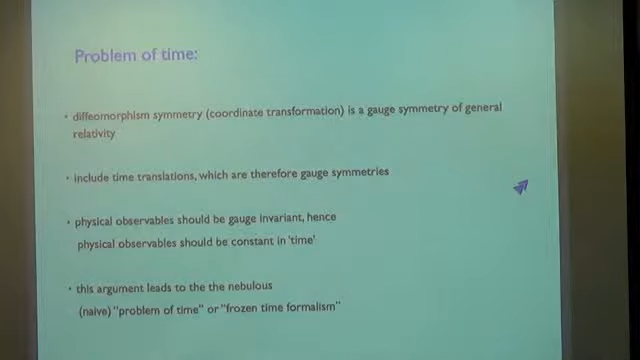 Problem of time:
• diffeomorphism symmetry (coordinate transformation) is a gauge symmetry of general
relativity
• include time translations, which are therefore gauge symmetries
• physical observables should be gauge invariant, hence
physical observables should be constant in 'time'
• this argument leads to the the nebulous
(naive) "problem of time" or "frozen time formalism"